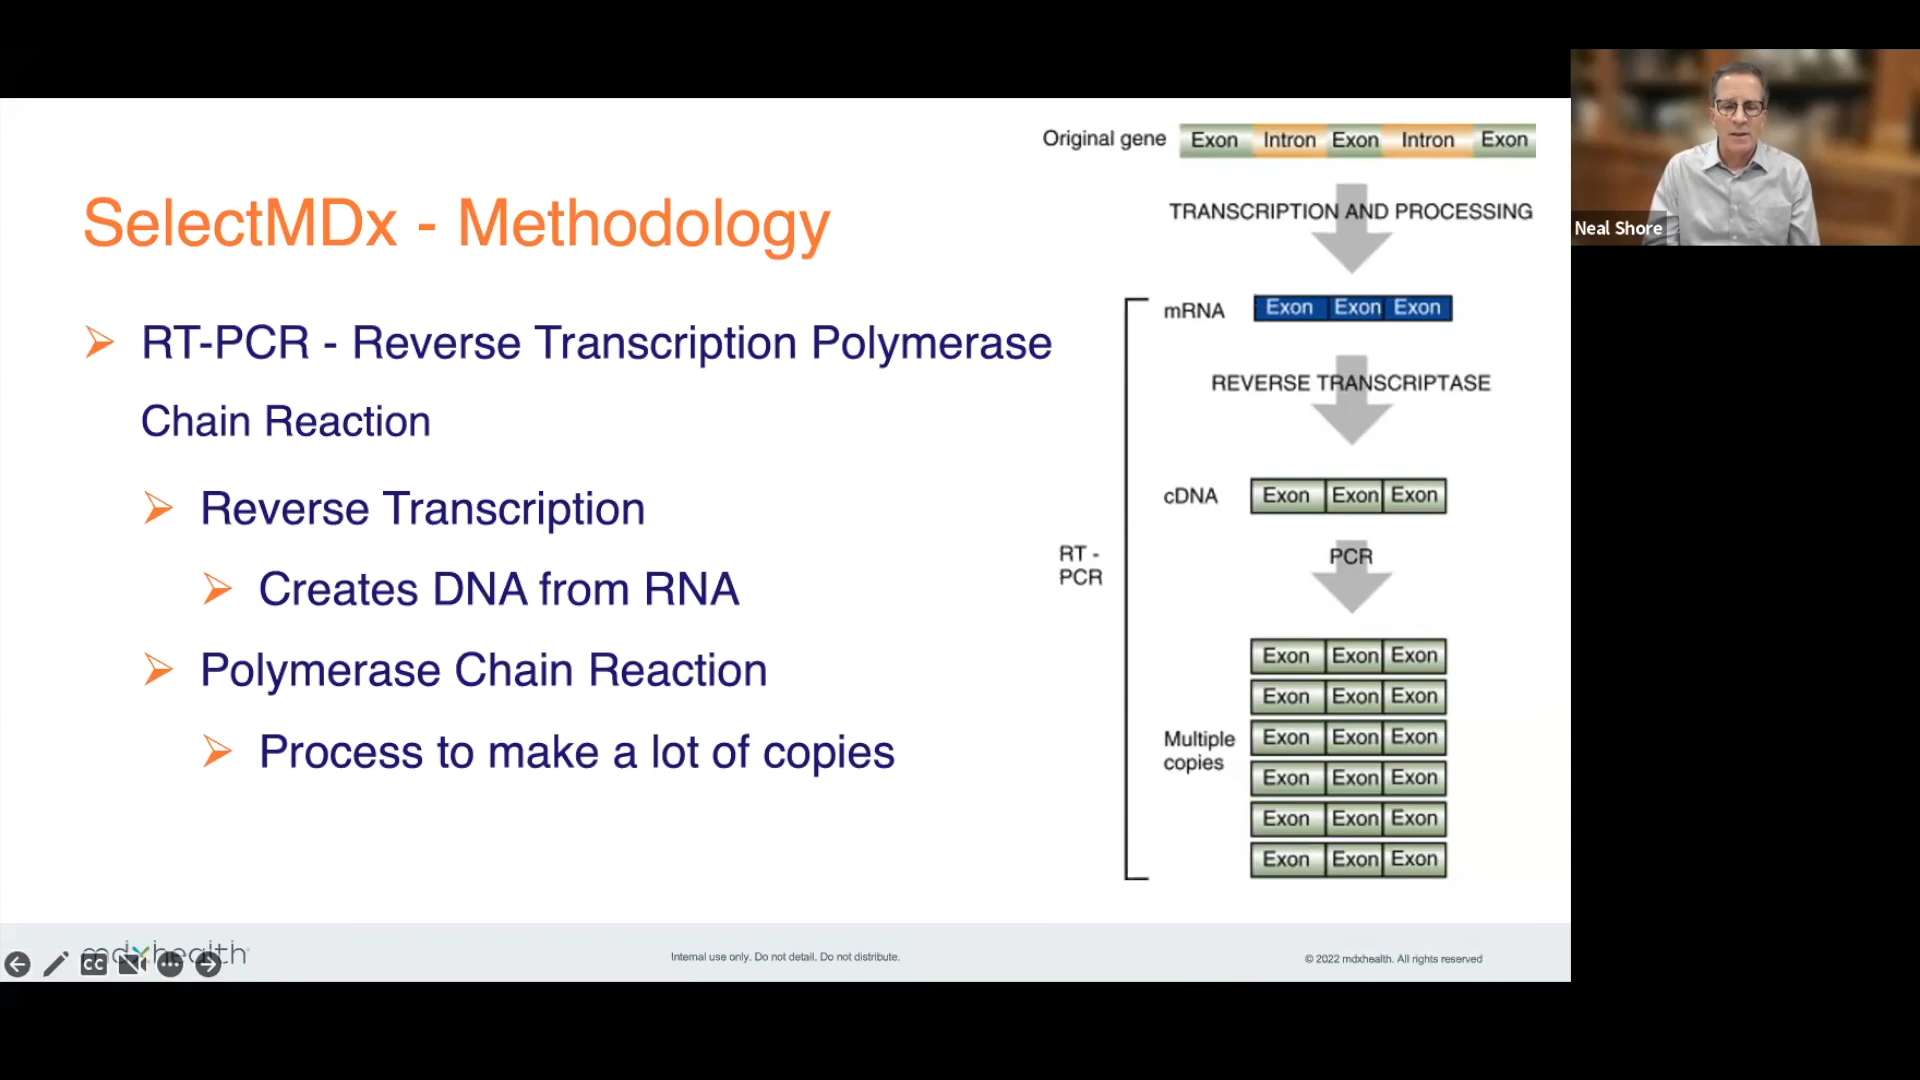 SelectMDx - Methodology
RT-PCR - Reverse Transcription Polymerase
Chain Reaction
Reverse Transcription
Creates DNA from RNA
Polymerase Chain Reaction
Process to make a lot of copies
Original gene Exon Intron Exon Intron Exon
TRANSCRIPTION AND PROCESSING
mRNA Exon Exon Exon
REVERSE TRANSCRIPTASE
cDNA Exon Exon Exon
RT -
PCR
PCR
Exon Exon Exon
Exon Exon Exon
Multiple
copies
Exon Exon Exon
Exon Exon Exon
Exon Exon Exon
Exon Exon Exon
Neal Shore
mdxhealth
CC
Internal use only. Do not detail. Do not distribute.
© 2022 mdxhealth. All rights reserved